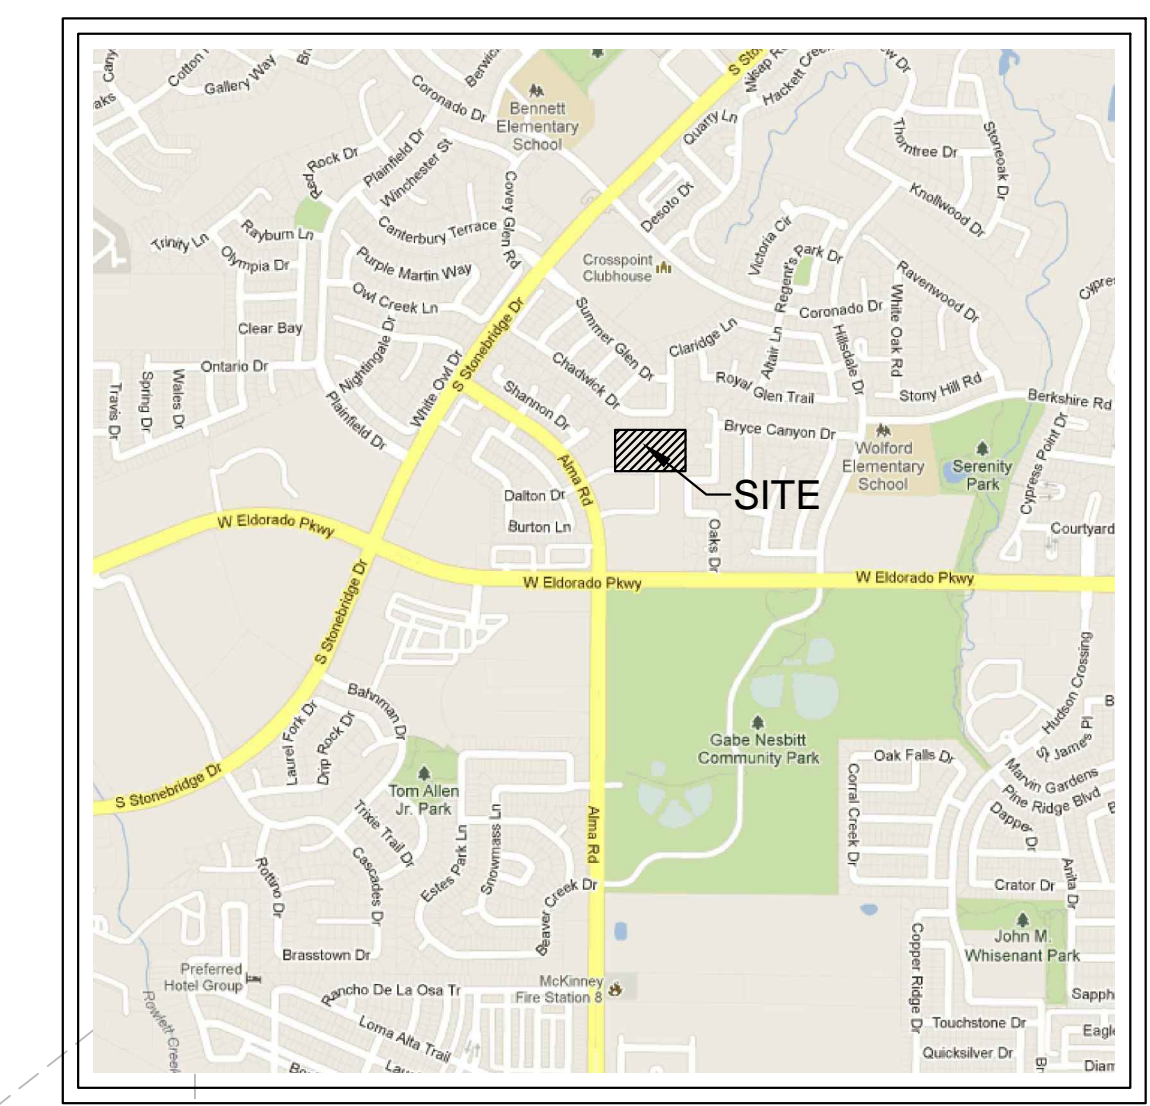 Cany
aks
Cotton
Gallery Way
Coronado Dr
Berwick
Bennett
Elementary
School
S Sto
Milsap R
Hackett Cree
w Dr
Quarry Ln
Thorntree Dr
Stoneoak Dr
Knollwood Dr
Red Rock Dr
Plainfield Dr
Winchester St
Covey Glen Rd
Desoto Dr
Trinity Ln
Rayburn Ln
Canterbury Terrace
Victoria Cir
Regent's Park Dr
Olympia Dr
Purple Martin Way
Crosspoint
Clubhouse
Ravenwood Dr
Cypre
Owl Creek Ln
Coronado Dr
White Oak Rd
Clear Bay
Nightingale Dr
S Stonebridge Dr
Summer Glen Dr
Claridge Ln
Altair Ln
Hillsdale Dr
Ontario Dr
White Owl Dr
Chadwick Dr
Royal Glen Trail
Stony Hill Rd
Berkshire Rd
Travis Dr
Spring Dr
Wales Dr
Plainfield Dr
Shannon Dr
Bryce Canyon Dr
Wolford
Elementary
School
Serenity
Park
Cypress Point Dr
Alma Rd
SITE
Dalton Dr
Burton Ln
Oaks Dr
Courtyard
W Eldorado Pkwy
W Eldorado Pkwy
W Eldorado Pkwy
S Stonebridge Dr
Bahnman Dr
Laurel Fork Dr
Drip Rock Dr
Hudson Crossing
St James Pl
B
Gabe Nesbitt
Community Park
Oak Falls Dr
S Stonebridge Dr
Tom Allen
Jr. Park
Marvin Gardens
Pine Ridge Blvd
B
Corral Creek Dr
Dapper Dr
Trixie Trail Dr
Estes Park Ln
Snowmass Ln
Alma Rd
Rottino Dr
Cascades Dr
Beaver Creek Dr
Crator Dr
Anita Dr
Brasstown Dr
Copper Ridge Dr
John M.
Whisenant Park
Preferred
Hotel Group
McKinney
Fire Station 8
Rancho De La Osa Tr
Sapph
Rowlett Creek
Loma Alta Trail
Touchstone Dr
Eagle
Quicksilver Dr
Br
Diam